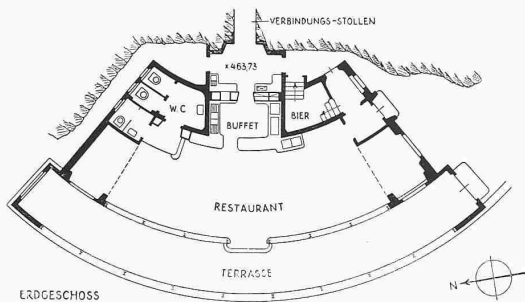 VERBINDUNGS-STOLLEN
× 463,73
W.C
BUFFET
BIER
RESTAURANT
TERRASSE
N
ERDGESCHOSS